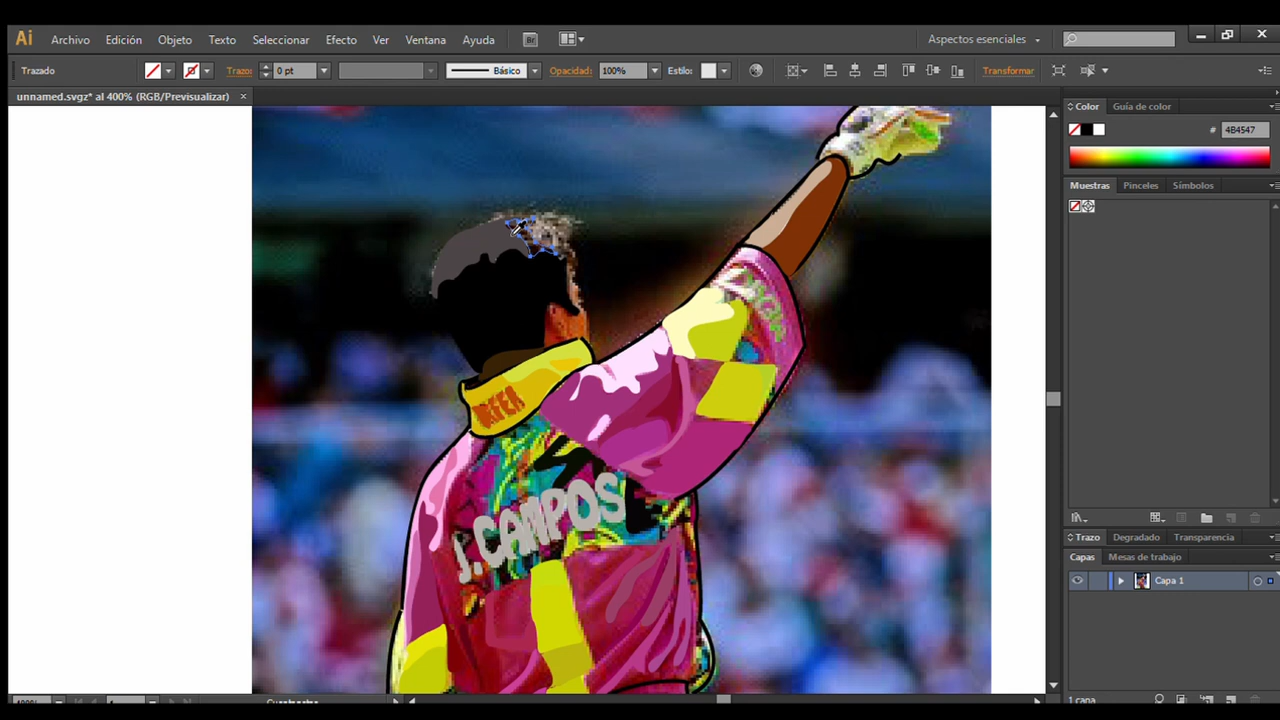 Ai Archivo Edición Objeto Texto Seleccionar Efecto Ver Ventana Ayuda Br Aspectos esenciales
Trazado Trazo: 0 pt Básico Opacidad: 100% Estilo: Transformar
unnamed.svgz* al 400% (RGB/Previsualizar) ×
Color Guía de color
# 4B4547
Muestras Pinceles Símbolos
J.CAMPOS
Trazo Degradado Transparencia
Capas Mesas de trabajo
Capa 1
1 capa